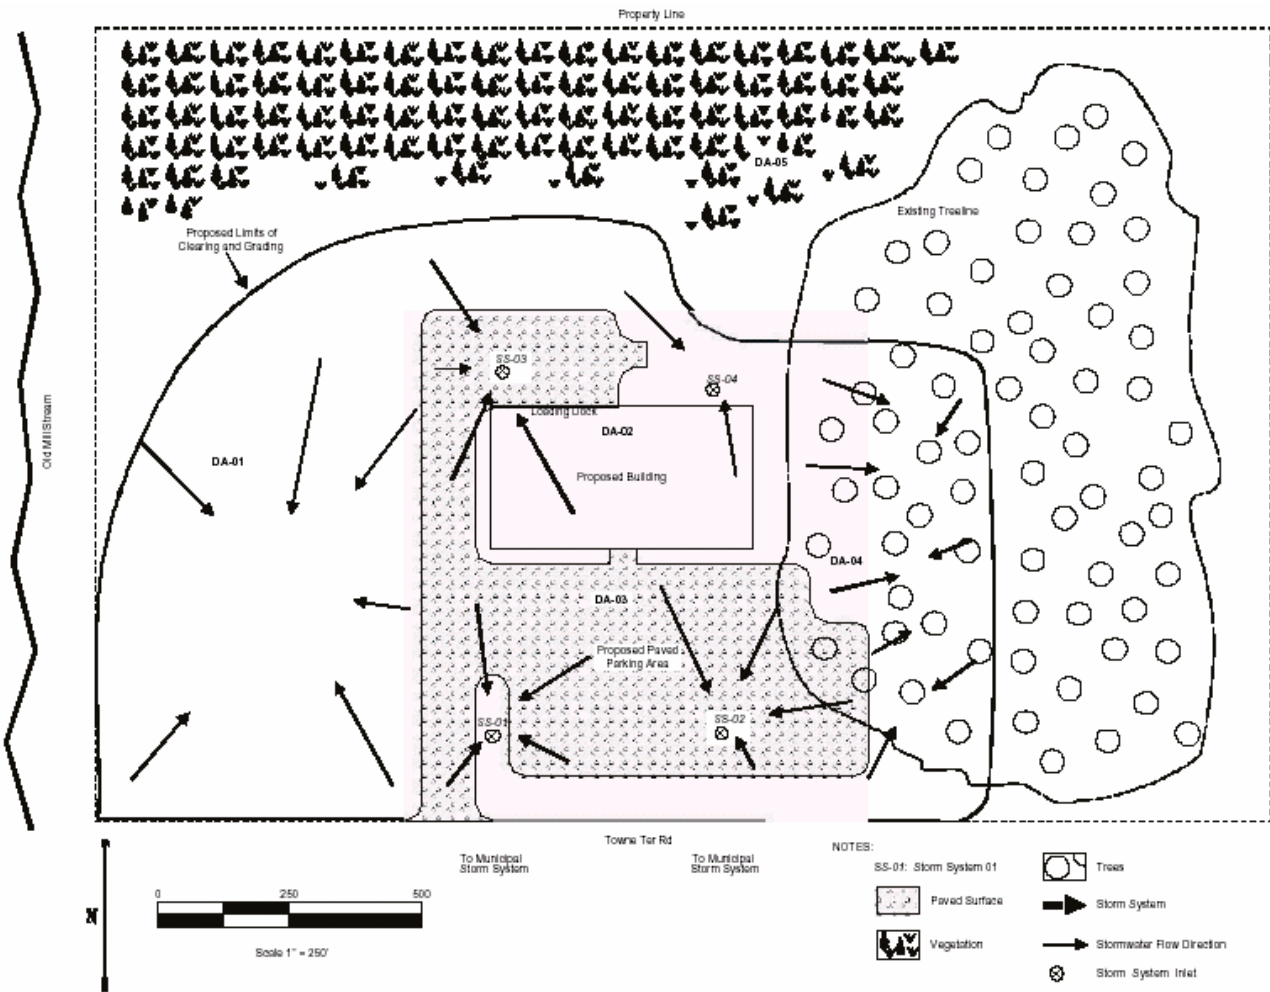 Property Line
DA-05
Existing Treeline
Proposed Limits of
Clearing and Grading
SS-03
SS-04
Loading Dock
DA-02
Old Mill Stream
DA-01
Proposed Building
DA-04
DA-03
Proposed Paved
Parking Area
SS-01
SS-02
Towne Ter Rd
To Municipal
Storm System
To Municipal
Storm System
NOTES:
SS-01: Storm System 01
Trees
Paved Surface
Storm System
Vegetation
Stormwater Flow Direction
Storm System Inlet
N
0 250 500
Scale 1" = 250'